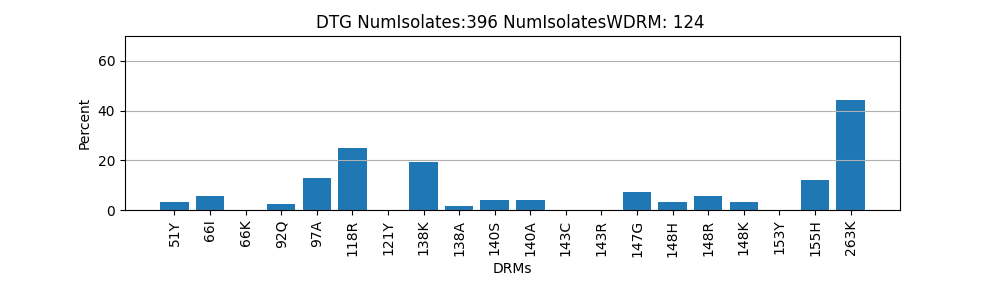 DTG NumIsolates:396 NumIsolatesWDRM: 124
Percent
60
40
20
0
51Y 66I 66K 92Q 97A 118R 121Y 138K 138A 140S 140A 143C 143R 147G 148H 148R 148K 153Y 155H 263K
DRMs